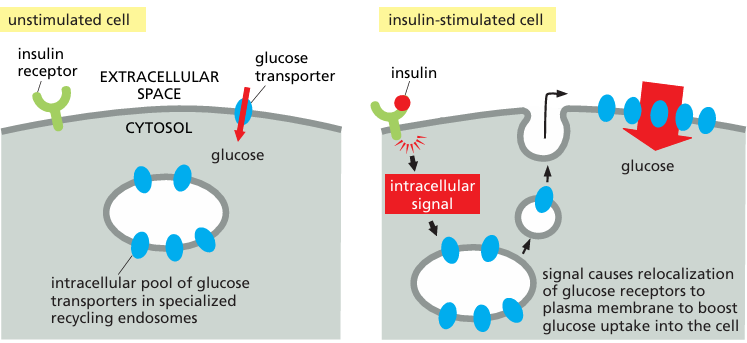 unstimulated cell
insulin
receptor
EXTRACELLULAR
SPACE
glucose
transporter
CYTOSOL
glucose
intracellular pool of glucose
transporters in specialized
recycling endosomes
insulin-stimulated cell
insulin
intracellular
signal
glucose
signal causes relocalization
of glucose receptors to
plasma membrane to boost
glucose uptake into the cell